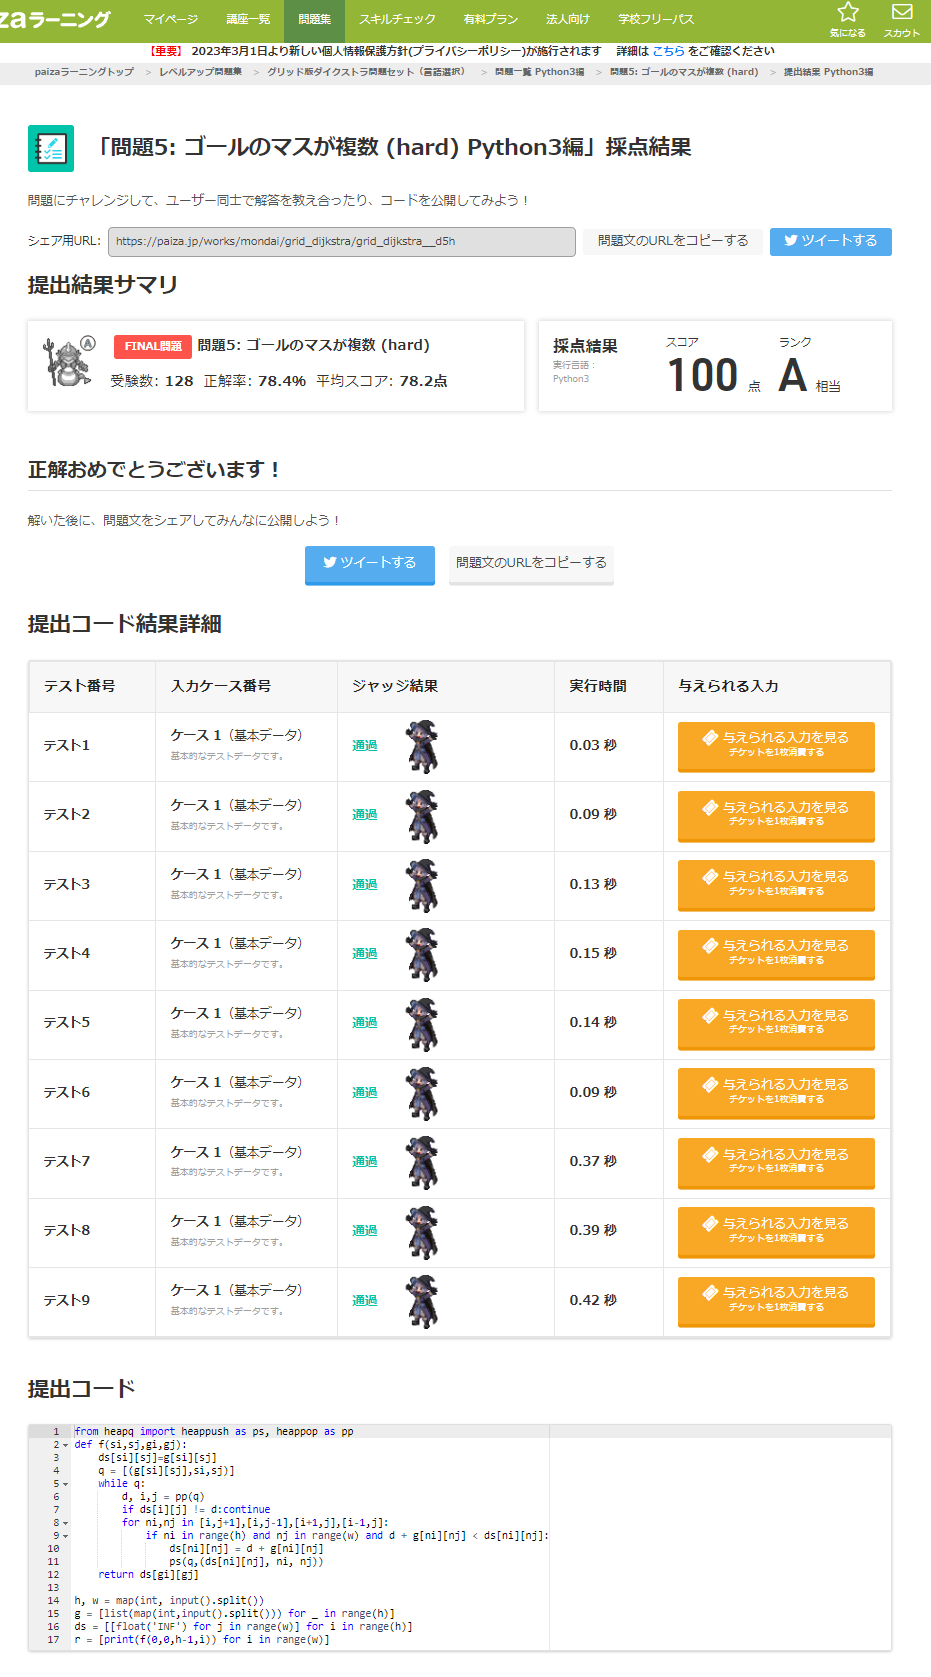 zaラーニング
マイページ 講座一覧 問題集 スキルチェック 有料プラン 法人向け 学校フリーパス 気になる スカウト
【重要】 2023年3月1日より新しい個人情報保護方針(プライバシーポリシー)が施行されます 詳細は こちら をご確認ください
paizaラーニングトップ > レベルアップ問題集 > グリッド版ダイクストラ問題セット（言語選択） > 問題一覧 Python3編 > 問題5: ゴールのマスが複数 (hard) > 提出結果 Python3編
「問題5: ゴールのマスが複数 (hard) Python3編」採点結果
問題にチャレンジして、ユーザー同士で解答を教え合ったり、コードを公開してみよう！
シェア用URL: https://paiza.jp/works/mondai/grid_dijkstra/grid_dijkstra__d5h 問題文のURLをコピーする ツイートする
提出結果サマリ
A
FINAL問題 問題5: ゴールのマスが複数 (hard)
受験数: 128 正解率: 78.4% 平均スコア: 78.2点
採点結果
実行言語：
Python3
スコア
100 点
ランク
A 相当
正解おめでとうございます！
解いた後に、問題文をシェアしてみんなに公開しよう！
ツイートする 問題文のURLをコピーする
提出コード結果詳細
テスト番号 入力ケース番号 ジャッジ結果 実行時間 与えられる入力
テスト1 ケース 1（基本データ） 通過 0.03 秒 与えられる入力を見る
基本的なテストデータです。 チケットを1枚消費する
テスト2 ケース 1（基本データ） 通過 0.09 秒 与えられる入力を見る
基本的なテストデータです。 チケットを1枚消費する
テスト3 ケース 1（基本データ） 通過 0.13 秒 与えられる入力を見る
基本的なテストデータです。 チケットを1枚消費する
テスト4 ケース 1（基本データ） 通過 0.15 秒 与えられる入力を見る
基本的なテストデータです。 チケットを1枚消費する
テスト5 ケース 1（基本データ） 通過 0.14 秒 与えられる入力を見る
基本的なテストデータです。 チケットを1枚消費する
テスト6 ケース 1（基本データ） 通過 0.09 秒 与えられる入力を見る
基本的なテストデータです。 チケットを1枚消費する
テスト7 ケース 1（基本データ） 通過 0.37 秒 与えられる入力を見る
基本的なテストデータです。 チケットを1枚消費する
テスト8 ケース 1（基本データ） 通過 0.39 秒 与えられる入力を見る
基本的なテストデータです。 チケットを1枚消費する
テスト9 ケース 1（基本データ） 通過 0.42 秒 与えられる入力を見る
基本的なテストデータです。 チケットを1枚消費する
提出コード
1 from heapq import heappush as ps, heappop as pp
2 def f(si,sj,gi,gj):
3     ds[si][sj]=g[si][sj]
4     q = [(g[si][sj],si,sj)]
5     while q:
6         d, i,j = pp(q)
7         if ds[i][j] != d:continue
8         for ni,nj in [i,j+1],[i,j-1],[i+1,j],[i-1,j]:
9             if ni in range(h) and nj in range(w) and d + g[ni][nj] < ds[ni][nj]:
10                 ds[ni][nj] = d + g[ni][nj]
11                 ps(q,(ds[ni][nj], ni, nj))
12     return ds[gi][gj]
13
14 h, w = map(int, input().split())
15 g = [list(map(int,input().split())) for _ in range(h)]
16 ds = [[float('INF') for j in range(w)] for i in range(h)]
17 r = [print(f(0,0,h-1,i)) for i in range(w)]